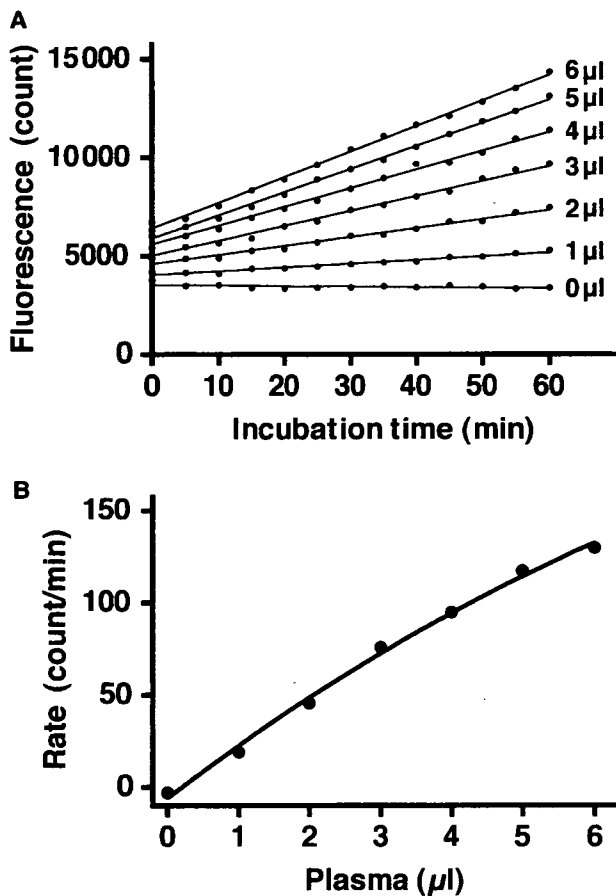 A
Fluorescence (count)
15000
10000
5000
0
6 µl
5 µl
4 µl
3 µl
2 µl
1 µl
0 µl
0 10 20 30 40 50 60
Incubation time (min)
B
Rate (count/min)
150
100
50
0
0 1 2 3 4 5 6
Plasma (µl)